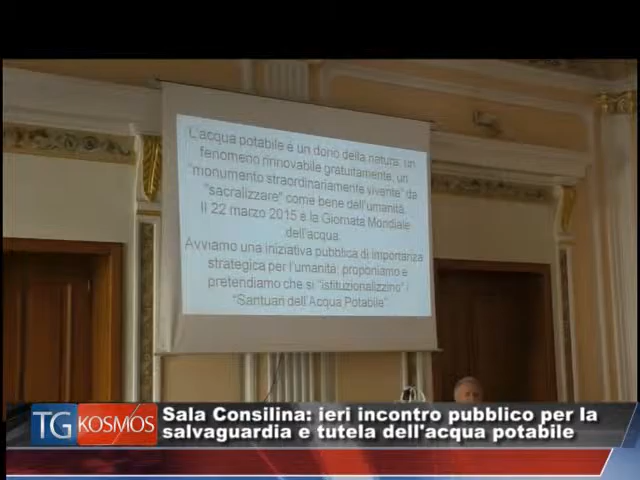 L'acqua potabile è un dono della natura; un
fenomeno rinnovabile gratuitamente, un
"monumento straordinariamente vivente" da
"sacralizzare" come bene dell'umanità.
Il 22 marzo 2015 è la Giornata Mondiale
dell'acqua.
Avviamo una iniziativa pubblica di importanza
strategica per l'umanità: proponiamo e
pretendiamo che si "istituzionalizzino" i
"Santuari dell'Acqua Potabile"
TG KOSMOS
Sala Consilina: ieri incontro pubblico per la
salvaguardia e tutela dell'acqua potabile